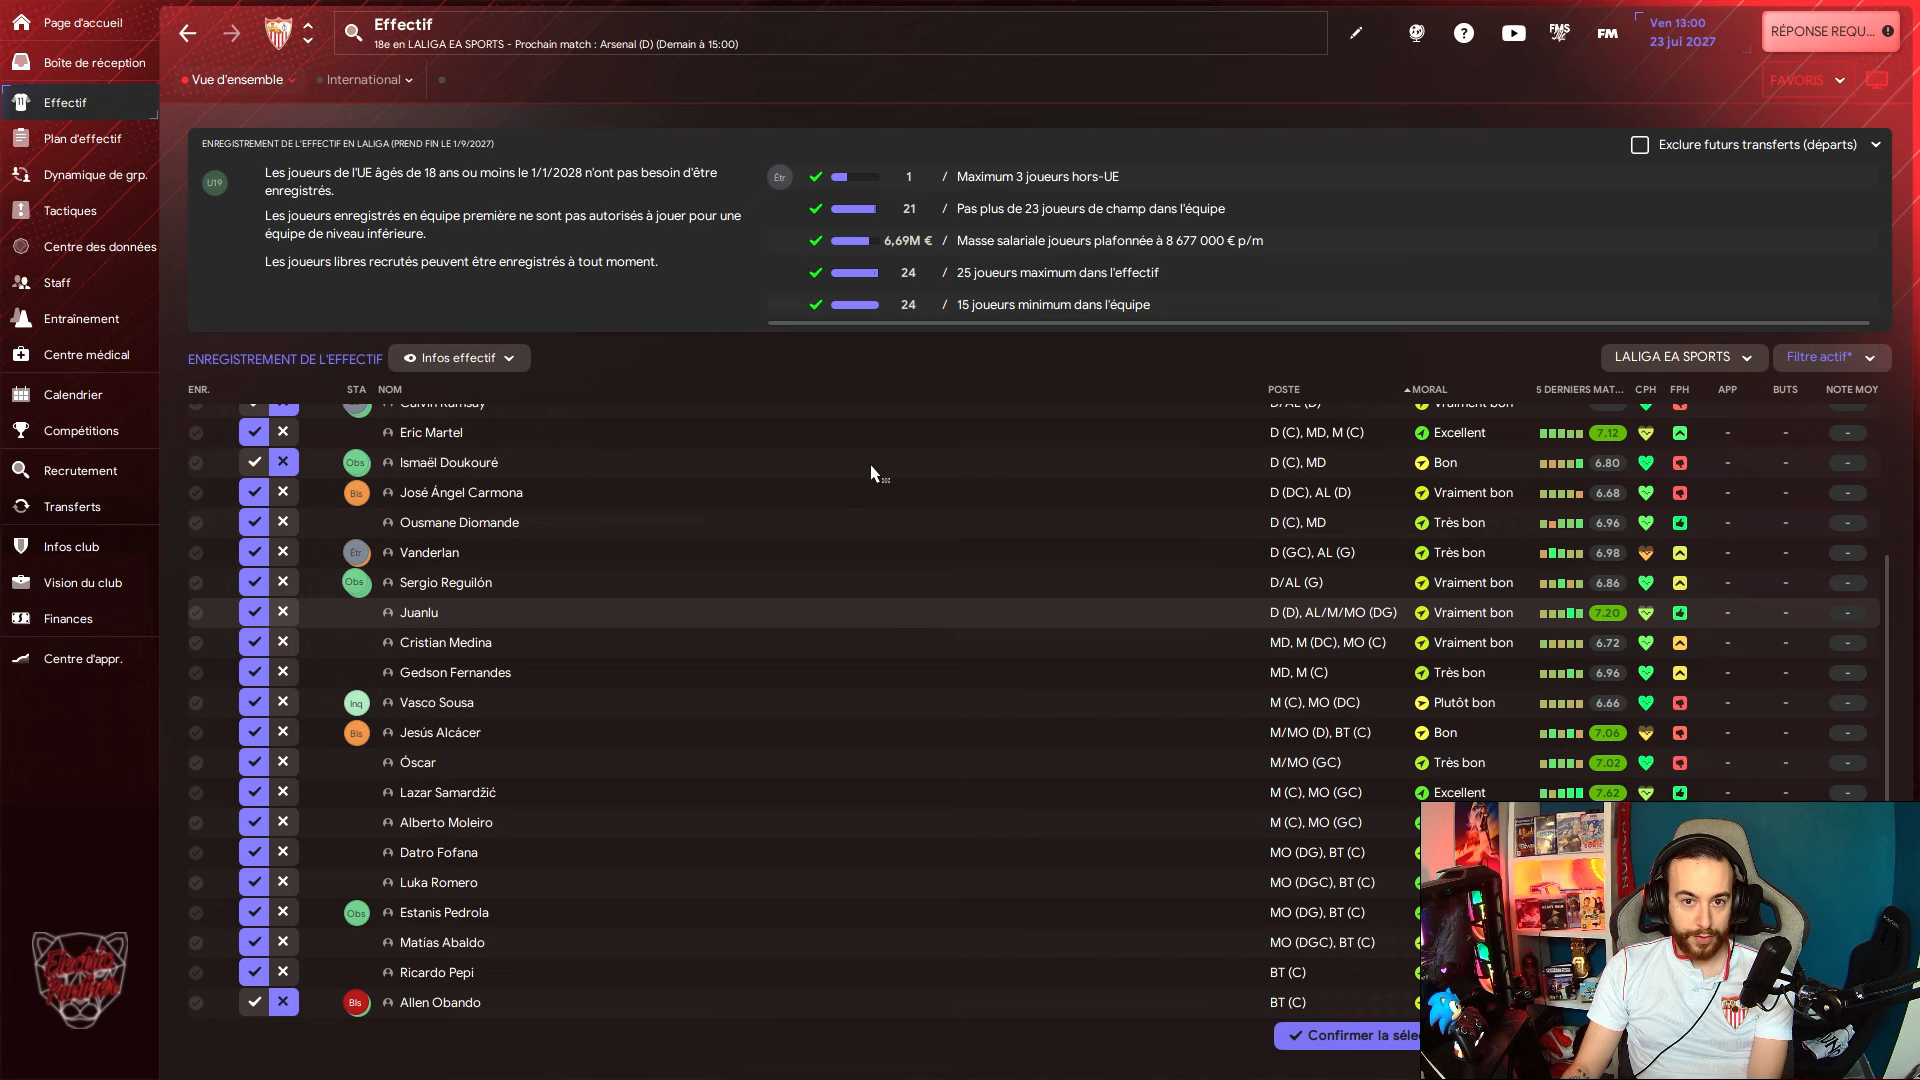 Page d'accueil
Boîte de réception
Effectif
Plan d'effectif
Dynamique de grp.
Tactiques
Centre des données
Staff
Entraînement
Centre médical
Calendrier
Compétitions
Recrutement
Transferts
Infos club
Vision du club
Finances
Centre d'appr.
Electric Panther
Effectif
18e en LALIGA EA SPORTS - Prochain match : Arsenal (D) (Demain à 15:00)
FMS
FM
Ven 13:00
23 jui 2027
RÉPONSE REQU...
Vue d'ensemble
International
FAVORIS
ENREGISTREMENT DE L'EFFECTIF EN LALIGA (PREND FIN LE 1/9/2027)
Exclure futurs transferts (départs)
U19
Les joueurs de l'UE âgés de 18 ans ou moins le 1/1/2028 n'ont pas besoin d'être
enregistrés.
Les joueurs enregistrés en équipe première ne sont pas autorisés à jouer pour une
équipe de niveau inférieure.
Les joueurs libres recrutés peuvent être enregistrés à tout moment.
Étr 1 / Maximum 3 joueurs hors-UE
21 / Pas plus de 23 joueurs de champ dans l'équipe
6,69M € / Masse salariale joueurs plafonnée à 8 677 000 € p/m
24 / 25 joueurs maximum dans l'effectif
24 / 15 joueurs minimum dans l'équipe
ENREGISTREMENT DE L'EFFECTIF Infos effectif LALIGA EA SPORTS Filtre actif*
ENR. STA NOM POSTE MORAL 5 DERNIERS MAT... CPH FPH APP BUTS NOTE MOY
Calvin Ramsay D/AL (D) Vraiment bon
Eric Martel D (C), MD, M (C) Excellent 7.12 - - -
Obs Ismaël Doukouré D (C), MD Bon 6.80 - - -
Bls José Ángel Carmona D (DC), AL (D) Vraiment bon 6.68 - - -
Ousmane Diomande D (C), MD Très bon 6.96 - - -
Étr Vanderlan D (GC), AL (G) Très bon 6.98 - - -
Obs Sergio Reguilón D/AL (G) Vraiment bon 6.86 - - -
Juanlu D (D), AL/M/MO (DG) Vraiment bon 7.20 - - -
Cristian Medina MD, M (DC), MO (C) Vraiment bon 6.72 - - -
Gedson Fernandes MD, M (C) Très bon 6.96 - - -
Inq Vasco Sousa M (C), MO (DC) Plutôt bon 6.66 - - -
Bls Jesús Alcácer M/MO (D), BT (C) Bon 7.06 - - -
Óscar M/MO (GC) Très bon 7.02 - - -
Lazar Samardžić M (C), MO (GC) Excellent 7.62 - - -
Alberto Moleiro M (C), MO (GC)
Datro Fofana MO (DG), BT (C)
Luka Romero MO (DGC), BT (C)
Obs Estanis Pedrola MO (DG), BT (C)
Matías Abaldo MO (DGC), BT (C)
Ricardo Pepi BT (C)
Bls Allen Obando BT (C)
Confirmer la sélec